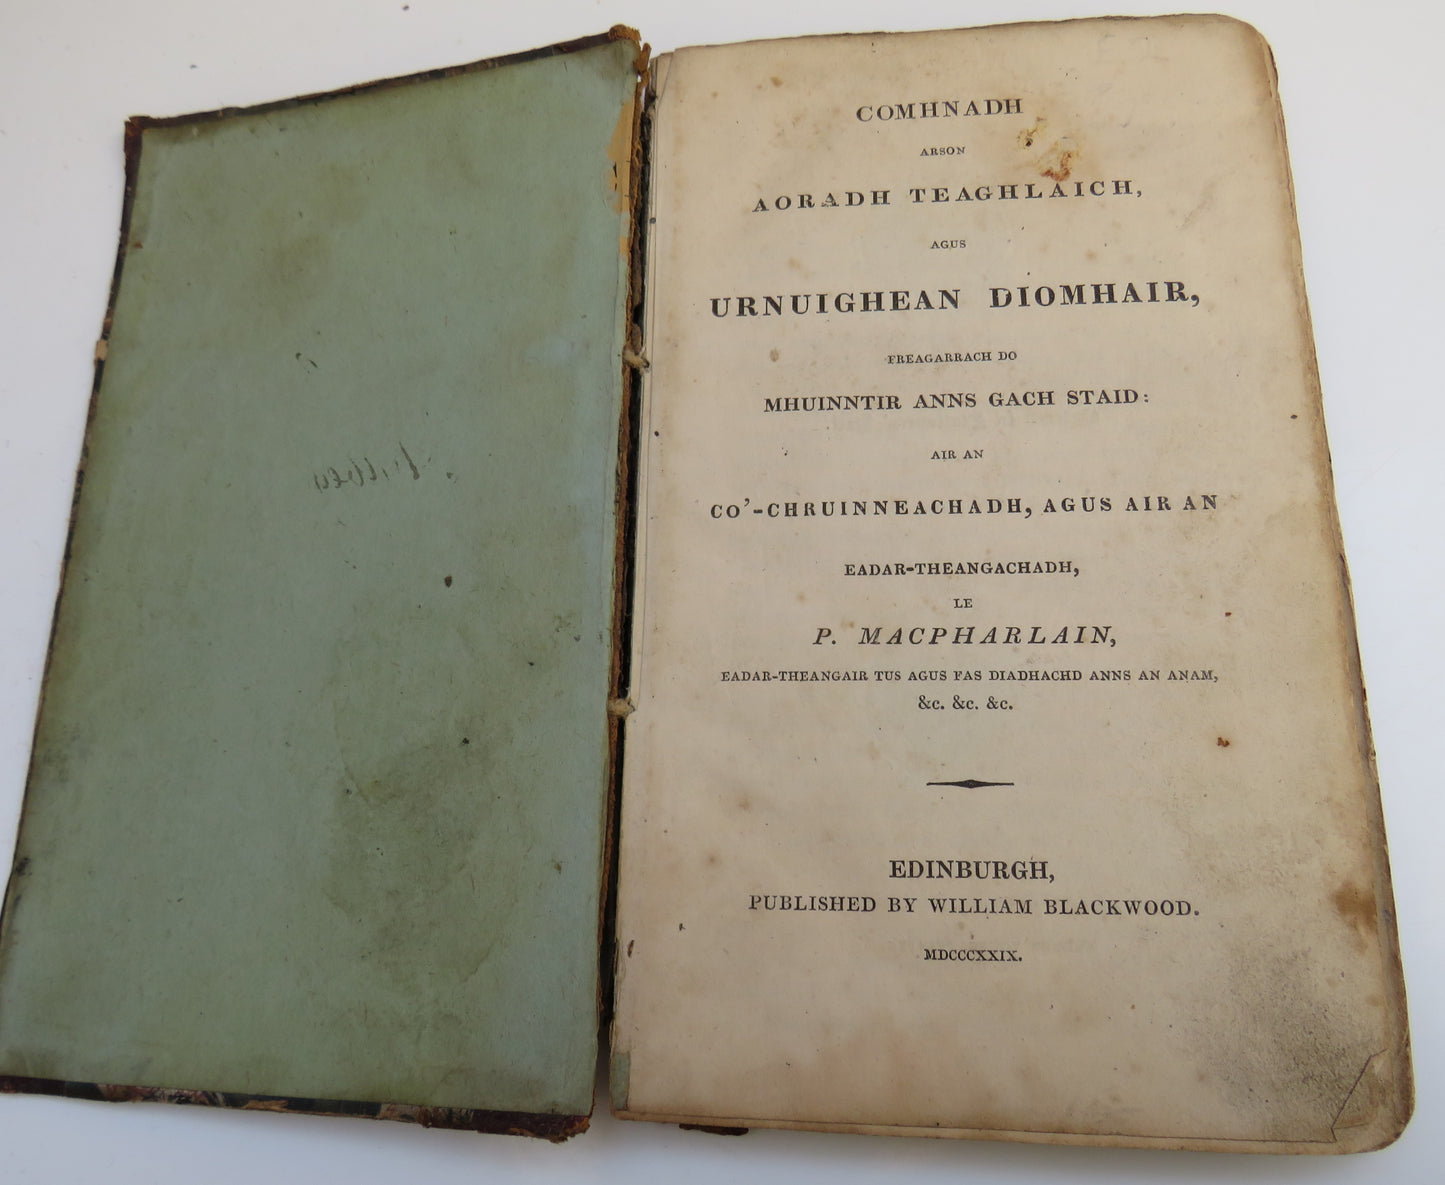 COMHNADH
ARSON
AORADH TEAGHLAICH,
AGUS
URNUIGHEAN DIOMHAIR,
FREAGARRACH DO
MHUINNTIR ANNS GACH STAID:
AIR AN
CO'-CHRUINNEACHADH, AGUS AIR AN
EADAR-THEANGACHADH,
LE
P. MACPHARLAIN,
EADAR-THEANGAIR TUS AGUS FAS DIADHACHD ANNS AN ANAM,
&c. &c. &c.
EDINBURGH,
PUBLISHED BY WILLIAM BLACKWOOD.
MDCCCXXIX.